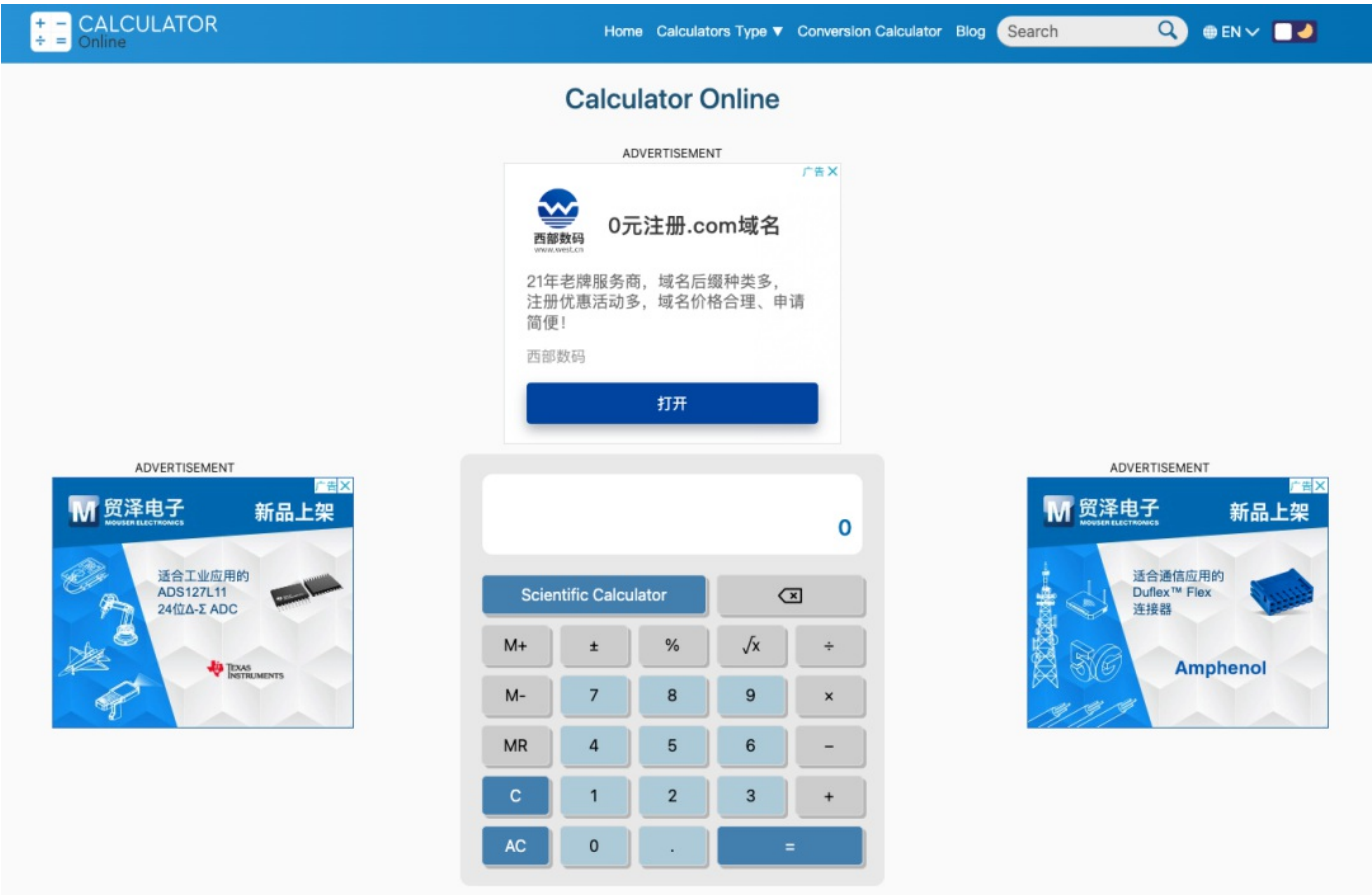 CALCULATOR
Online
Home Calculators Type ▼ Conversion Calculator Blog Search EN
Calculator Online
ADVERTISEMENT
广告
西部数码
www.west.cn
0元注册.com域名
21年老牌服务商，域名后缀种类多，
注册优惠活动多，域名价格合理、申请
简便！
西部数码
打开
ADVERTISEMENT
广告
M 贸泽电子
MOUSER ELECTRONICS
新品上架
适合工业应用的
ADS127L11
24位Δ-Σ ADC
TEXAS
INSTRUMENTS
0
Scientific Calculator
M+ ± % √x ÷
M- 7 8 9 ×
MR 4 5 6 −
C 1 2 3 +
AC 0 . =
ADVERTISEMENT
广告
M 贸泽电子
MOUSER ELECTRONICS
新品上架
适合通信应用的
Duflex™ Flex
连接器
5G
Amphenol